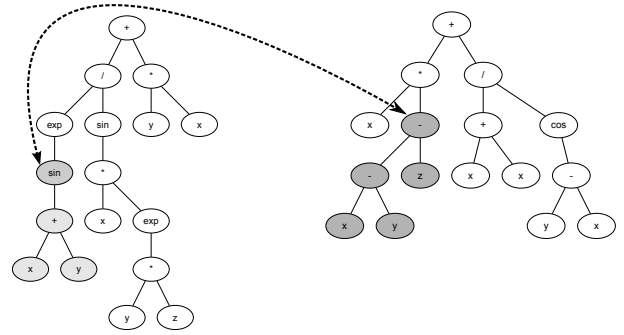 + +
/ * * /
exp sin y x x - + cos
sin * - z x x -
+ x exp x y y x
x y *
y z